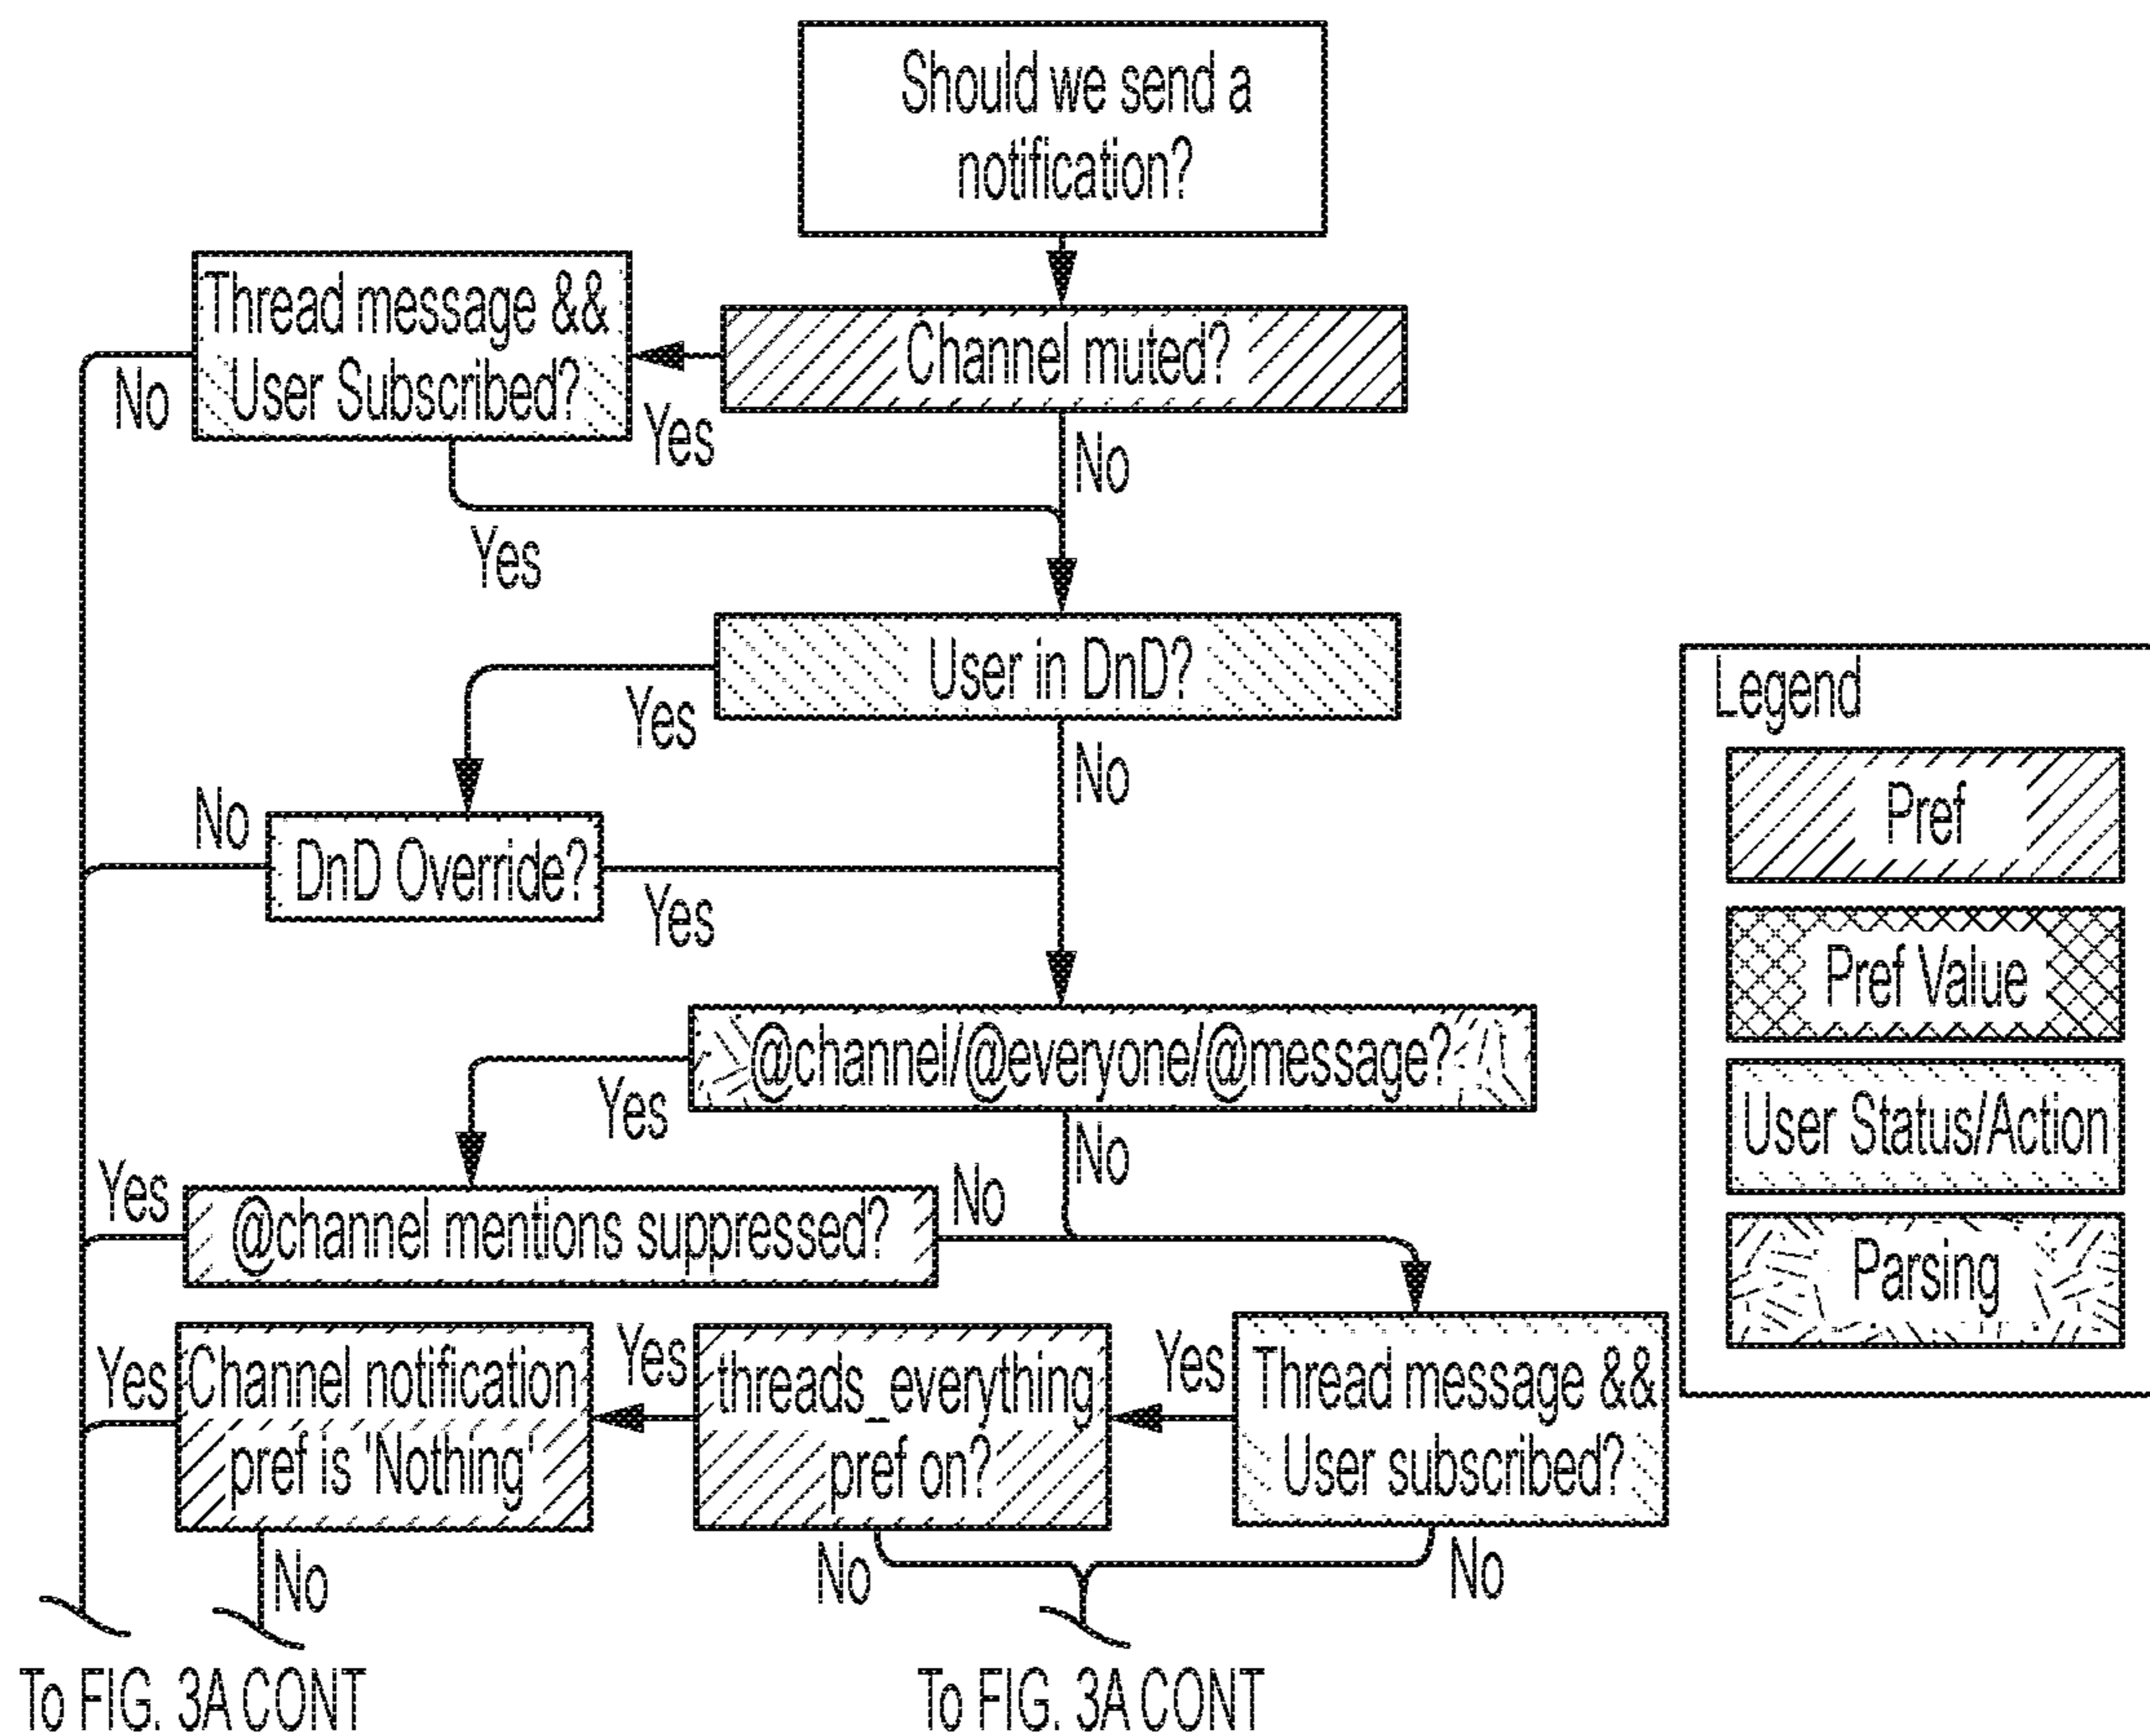 Should we send a
notification?
Thread message &&
User Subscribed?
Channel muted?
No
Yes
No
Yes
User in DnD?
Yes
No
No
DnD Override?
Yes
@channel/@everyone/@message?
Yes
No
Yes
@channel mentions suppressed?
No
Yes
Channel notification
pref is 'Nothing'
Yes
threads_everything
pref on?
Yes
Thread message &&
User subscribed?
No
No
No
To FIG. 3A CONT
To FIG. 3A CONT
Legend
Pref
Pref Value
User Status/Action
Parsing